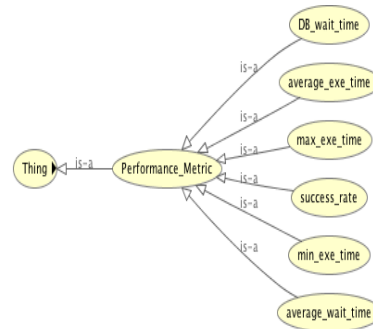 DB_wait_time
is-a
average_exe_time
is-a
max_exe_time
is-a
Thing
is-a
Performance_Metric
is-a
success_rate
is-a
min_exe_time
is-a
average_wait_time